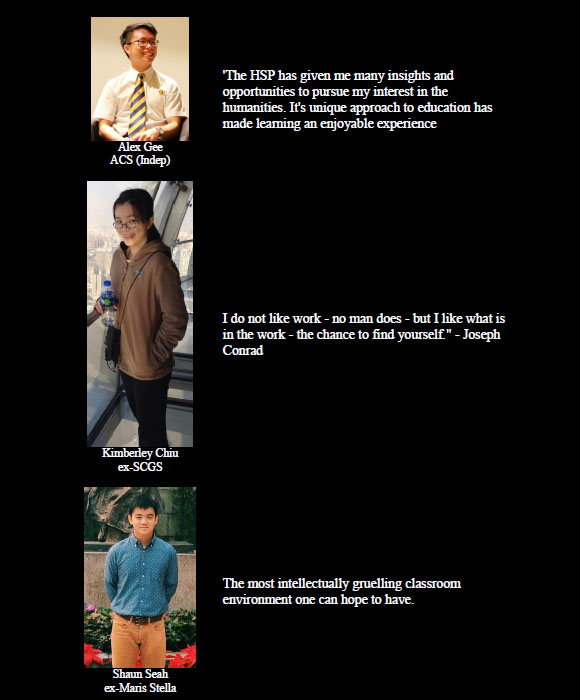 'The HSP has given me many insights and
opportunities to pursue my interest in the
humanities. It's unique approach to education has
made learning an enjoyable experience
Alex Gee
ACS (Indep)
I do not like work - no man does - but I like what is
in the work - the chance to find yourself." - Joseph
Conrad
Kimberley Chiu
ex-SCGS
The most intellectually gruelling classroom
environment one can hope to have.
Shaun Seah
ex-Maris Stella